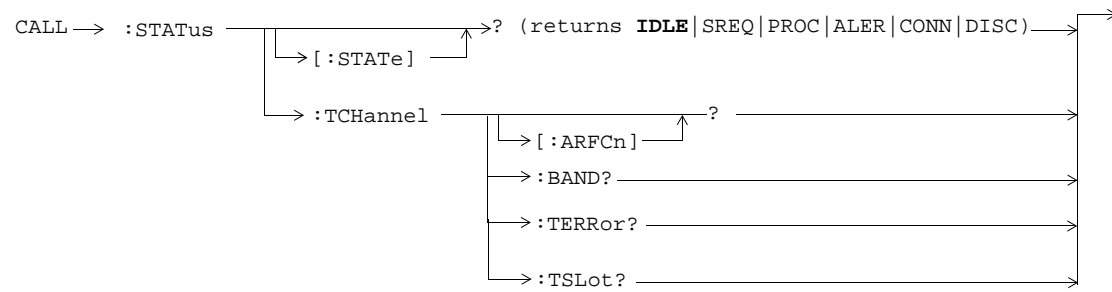 CALL :STATus ? (returns IDLE|SREQ|PROC|ALER|CONN|DISC)
[:STATe]
:TCHannel ?
[:ARFCn]
:BAND?
:TERRor?
:TSLot?